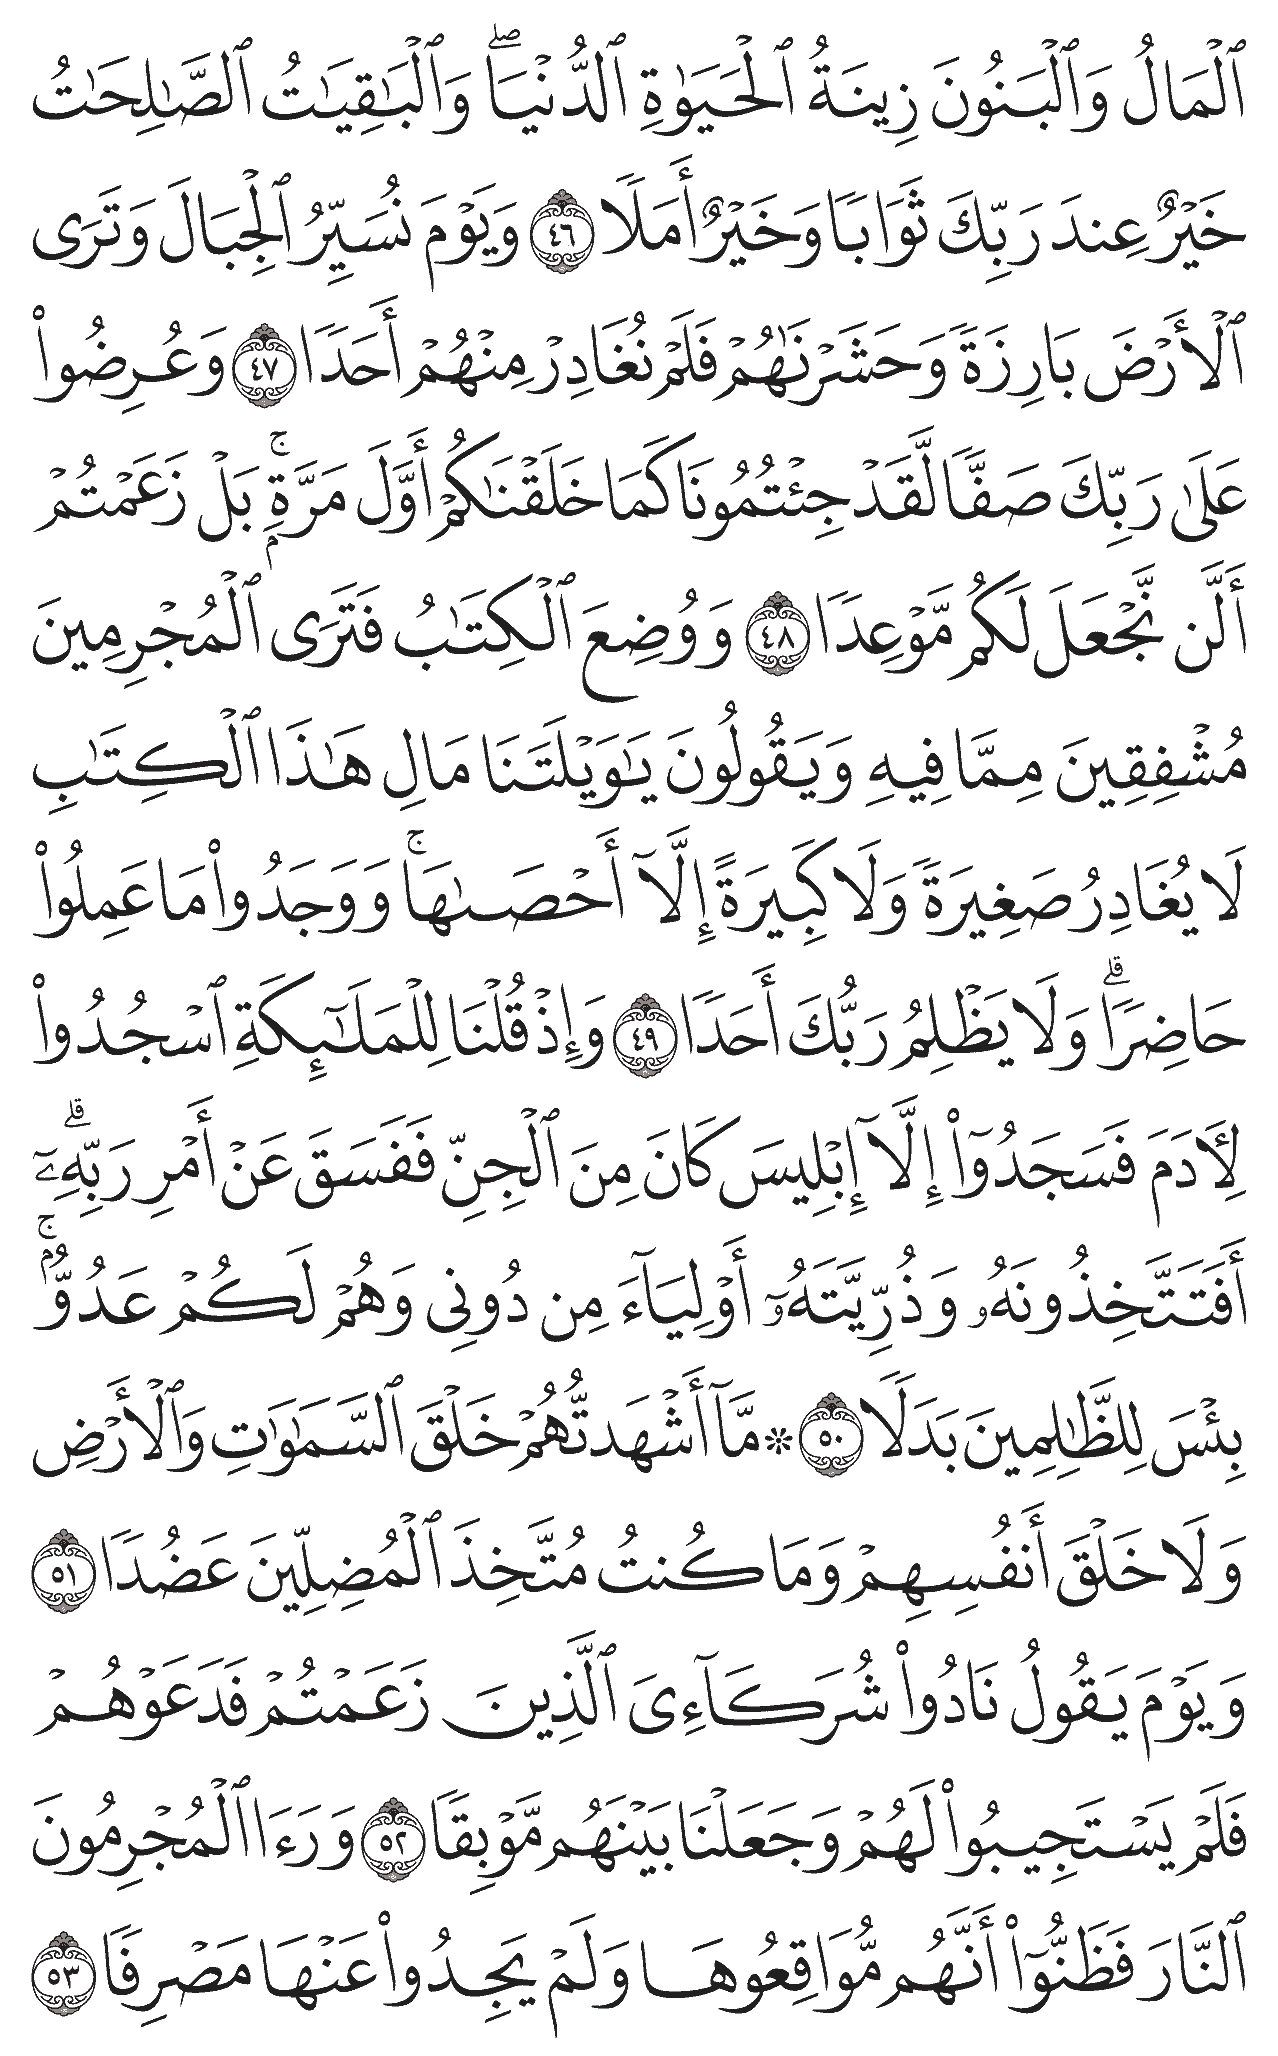 ٱلْمَالُ وَٱلْبَنُونَ زِينَةُ ٱلْحَيَوٰةِ ٱلدُّنْيَا ۖ وَٱلْبَـٰقِيَـٰتُ ٱلصَّـٰلِحَـٰتُ
خَيْرٌ عِندَ رَبِّكَ ثَوَابًا وَخَيْرٌ أَمَلًا ٤٦ وَيَوْمَ نُسَيِّرُ ٱلْجِبَالَ وَتَرَى
ٱلْأَرْضَ بَارِزَةً وَحَشَرْنَـٰهُمْ فَلَمْ نُغَادِرْ مِنْهُمْ أَحَدًا ٤٧ وَعُرِضُوا۟
عَلَىٰ رَبِّكَ صَفًّا لَّقَدْ جِئْتُمُونَا كَمَا خَلَقْنَـٰكُمْ أَوَّلَ مَرَّةٍۭ ۚ بَلْ زَعَمْتُمْ
أَلَّن نَّجْعَلَ لَكُم مَّوْعِدًا ٤٨ وَوُضِعَ ٱلْكِتَـٰبُ فَتَرَى ٱلْمُجْرِمِينَ
مُشْفِقِينَ مِمَّا فِيهِ وَيَقُولُونَ يَـٰوَيْلَتَنَا مَالِ هَـٰذَا ٱلْكِتَـٰبِ
لَا يُغَادِرُ صَغِيرَةً وَلَا كَبِيرَةً إِلَّآ أَحْصَىٰهَا ۚ وَوَجَدُوا۟ مَا عَمِلُوا۟
حَاضِرًا ۗ وَلَا يَظْلِمُ رَبُّكَ أَحَدًا ٤٩ وَإِذْ قُلْنَا لِلْمَلَـٰٓئِكَةِ ٱسْجُدُوا۟
لِـَٔادَمَ فَسَجَدُوٓا۟ إِلَّآ إِبْلِيسَ كَانَ مِنَ ٱلْجِنِّ فَفَسَقَ عَنْ أَمْرِ رَبِّهِۦٓ ۗ
أَفَتَتَّخِذُونَهُۥ وَذُرِّيَّتَهُۥٓ أَوْلِيَآءَ مِن دُونِى وَهُمْ لَكُمْ عَدُوٌّۢ ۚ
بِئْسَ لِلظَّـٰلِمِينَ بَدَلًا ٥٠ ۞ مَّآ أَشْهَدتُّهُمْ خَلْقَ ٱلسَّمَـٰوَٰتِ وَٱلْأَرْضِ
وَلَا خَلْقَ أَنفُسِهِمْ وَمَا كُنتُ مُتَّخِذَ ٱلْمُضِلِّينَ عَضُدًا ٥١
وَيَوْمَ يَقُولُ نَادُوا۟ شُرَكَآءِىَ ٱلَّذِينَ زَعَمْتُمْ فَدَعَوْهُمْ
فَلَمْ يَسْتَجِيبُوا۟ لَهُمْ وَجَعَلْنَا بَيْنَهُم مَّوْبِقًا ٥٢ وَرَءَا ٱلْمُجْرِمُونَ
ٱلنَّارَ فَظَنُّوٓا۟ أَنَّهُم مُّوَاقِعُوهَا وَلَمْ يَجِدُوا۟ عَنْهَا مَصْرِفًا ٥٣